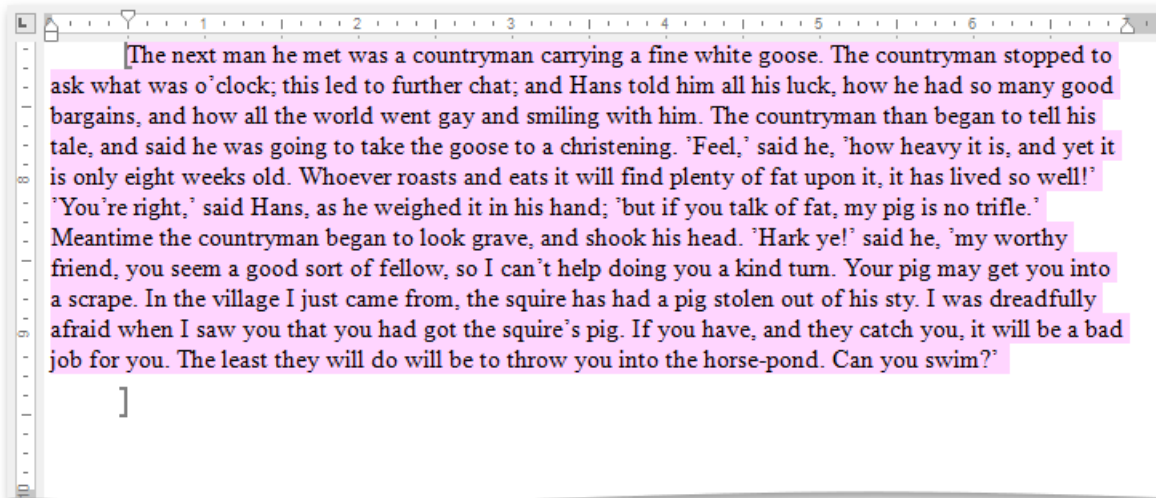 L 1 2 3 4 5 6 7
The next man he met was a countryman carrying a fine white goose. The countryman stopped to
ask what was o’clock; this led to further chat; and Hans told him all his luck, how he had so many good
bargains, and how all the world went gay and smiling with him. The countryman than began to tell his
tale, and said he was going to take the goose to a christening. ’Feel,’ said he, ’how heavy it is, and yet it
is only eight weeks old. Whoever roasts and eats it will find plenty of fat upon it, it has lived so well!’
’You’re right,’ said Hans, as he weighed it in his hand; ’but if you talk of fat, my pig is no trifle.’
Meantime the countryman began to look grave, and shook his head. ’Hark ye!’ said he, ’my worthy
friend, you seem a good sort of fellow, so I can’t help doing you a kind turn. Your pig may get you into
a scrape. In the village I just came from, the squire has had a pig stolen out of his sty. I was dreadfully
afraid when I saw you that you had got the squire’s pig. If you have, and they catch you, it will be a bad
job for you. The least they will do will be to throw you into the horse-pond. Can you swim?’
8
9
10